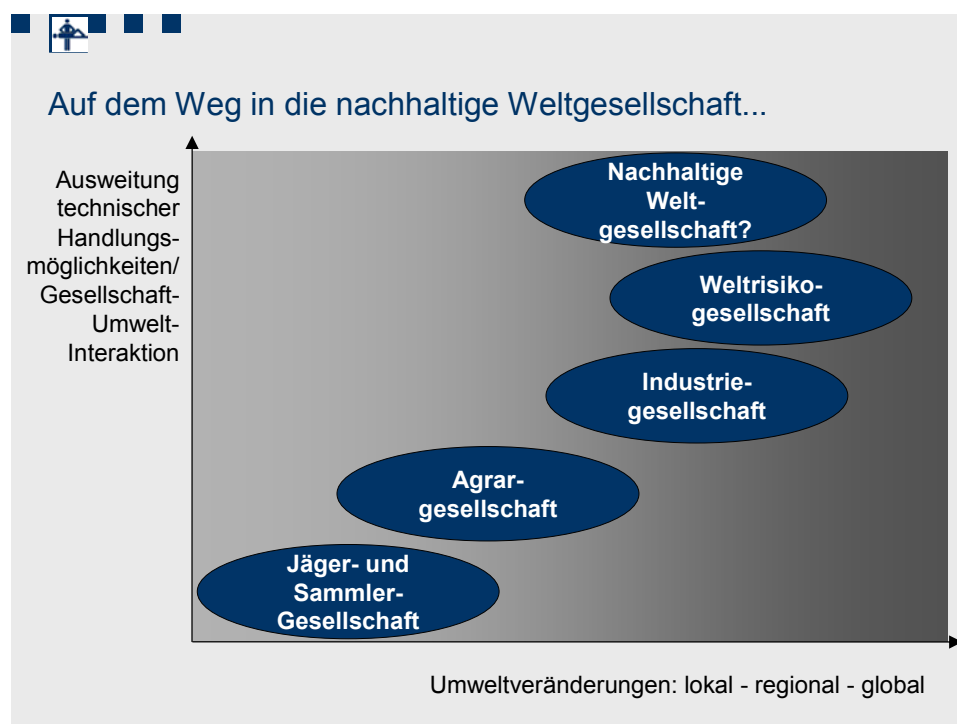 Auf dem Weg in die nachhaltige Weltgesellschaft...
Ausweitung
technischer
Handlungs-
möglichkeiten/
Gesellschaft-
Umwelt-
Interaktion
Nachhaltige
Welt-
gesellschaft?
Weltrisiko-
gesellschaft
Industrie-
gesellschaft
Agrar-
gesellschaft
Jäger- und
Sammler-
Gesellschaft
Umweltveränderungen: lokal - regional - global